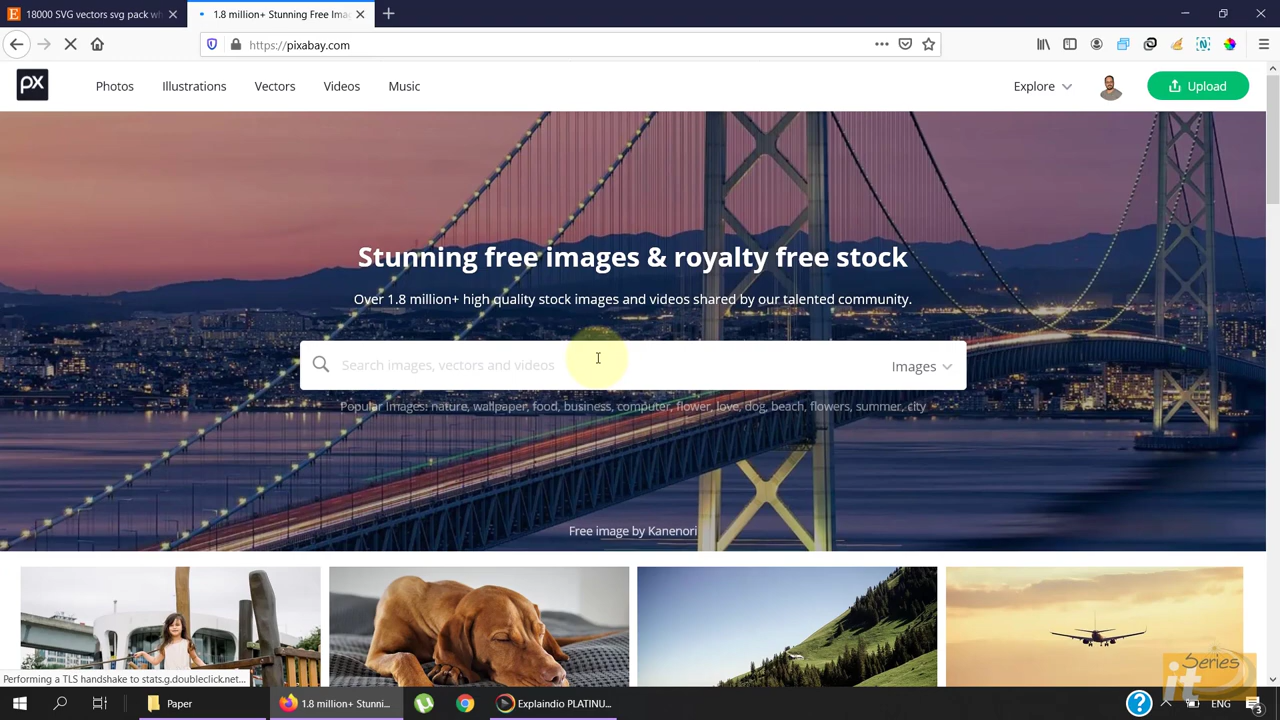 18000 SVG vectors svg pack wh
1.8 million+ Stunning Free Ima
https://pixabay.com
px
Photos
Illustrations
Vectors
Videos
Music
Explore
Upload
Stunning free images & royalty free stock
Over 1.8 million+ high quality stock images and videos shared by our talented community.
Search images, vectors and videos
Images
Popular Images: nature, wallpaper, food, business, computer, flower, love, dog, beach, flowers, summer, city
Free image by Kanenori
Performing a TLS handshake to stats.g.doubleclick.net...
Series
it
Paper
1.8 million+ Stunni...
Explaindio PLATINU...
ENG
3